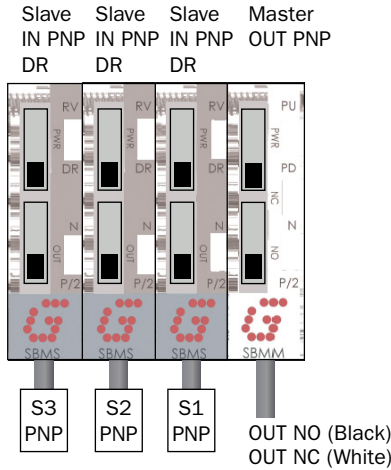 Slave Slave Slave Master
IN PNP IN PNP IN PNP OUT PNP
DR DR DR
RV RV RV PU
PWR PWR PWR PWR
DR DR DR PD
NC
N N N N
OUT OUT OUT NO
P/2 P/2 P/2 P/2
SBMS SBMS SBMS SBMM
S3 S2 S1
PNP PNP PNP
OUT NO (Black)
OUT NC (White)